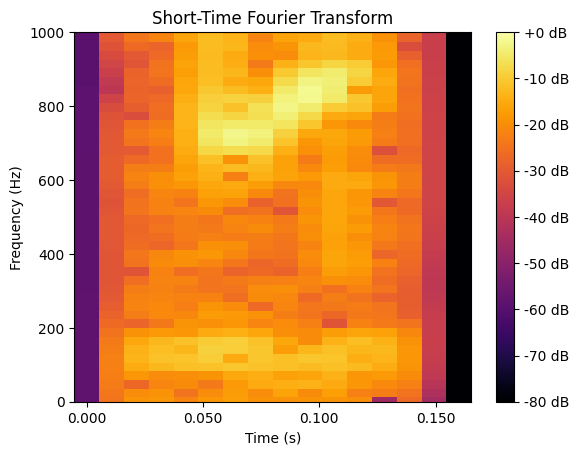 Short-Time Fourier Transform
Frequency (Hz)
1000
800
600
400
200
0
0.000
0.050
0.100
0.150
Time (s)
+0 dB
-10 dB
-20 dB
-30 dB
-40 dB
-50 dB
-60 dB
-70 dB
-80 dB